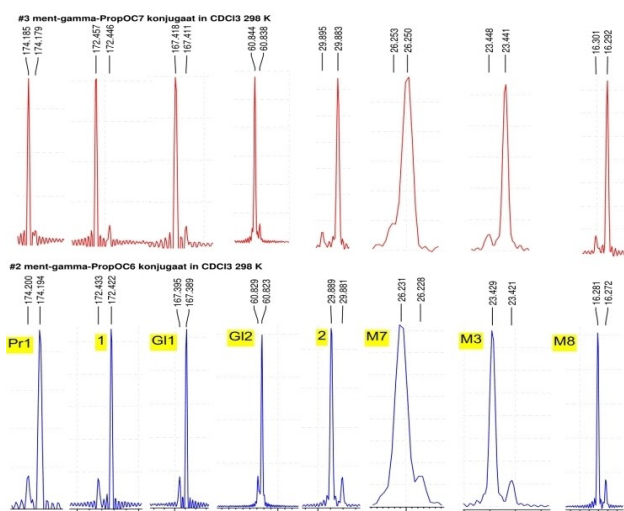 #3 ment-gamma-PropOC7 konjugaat in CDCl3 298 K
174.185 174.179 172.457 172.446 167.418 167.411 60.844 60.838 29.895 29.883 26.253 26.250 23.448 23.441 16.301 16.292
#2 ment-gamma-PropOC6 konjugaat in CDCl3 298 K
174.200 174.194 172.433 172.422 167.395 167.389 60.829 60.823 29.889 29.881 26.231 26.228 23.429 23.421 16.281 16.272
Pr1 1 Gl1 Gl2 2 M7 M3 M8